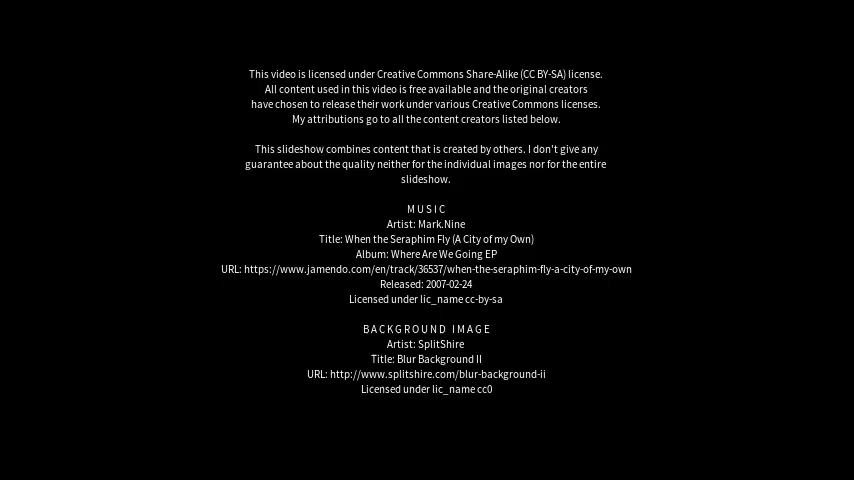 This video is licensed under Creative Commons Share-Alike (CC BY-SA) license.
All content used in this video is free available and the original creators
have chosen to release their work under various Creative Commons licenses.
My attributions go to all the content creators listed below.
This slideshow combines content that is created by others. I don't give any
guarantee about the quality neither for the individual images nor for the entire
slideshow.
MUSIC
Artist: Mark.Nine
Title: When the Seraphim Fly (A City of my Own)
Album: Where Are We Going EP
URL: https://www.jamendo.com/en/track/36537/when-the-seraphim-fly-a-city-of-my-own
Released: 2007-02-24
Licensed under lic_name cc-by-sa
BACKGROUND IMAGE
Artist: SplitShire
Title: Blur Background II
URL: http://www.splitshire.com/blur-background-ii
Licensed under lic_name cc0